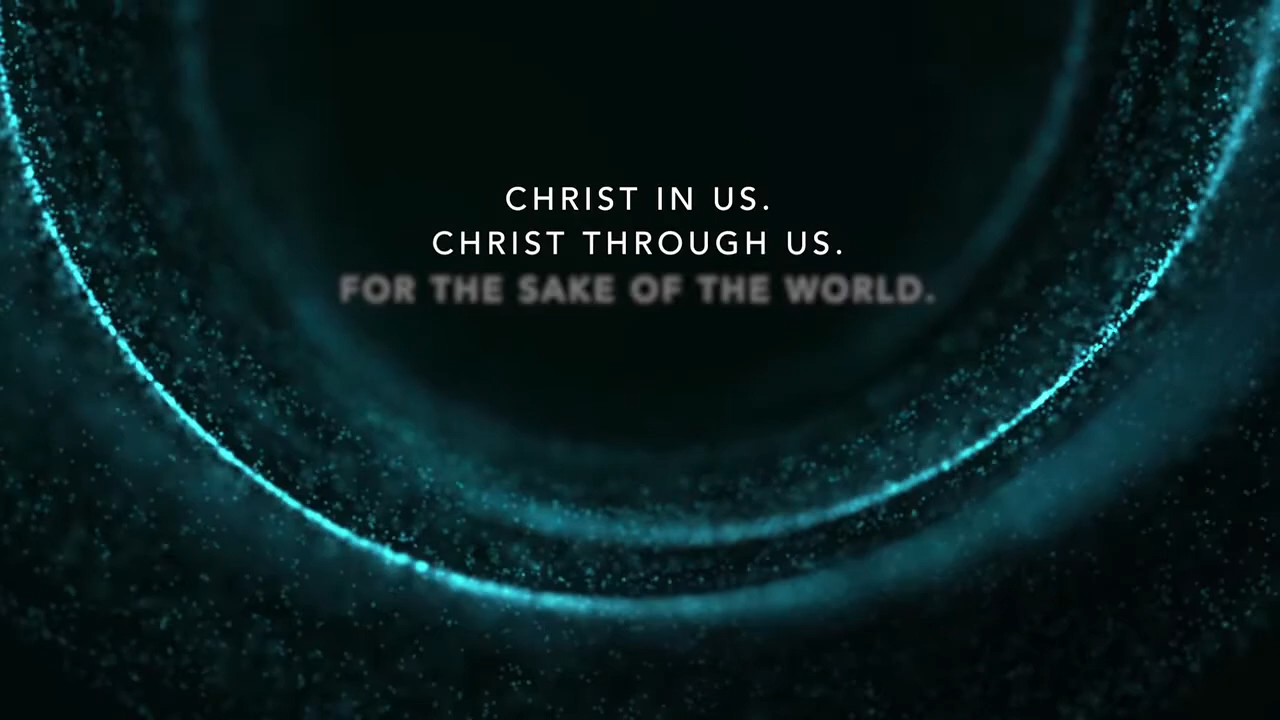 CHRIST IN US.
CHRIST THROUGH US.
FOR THE SAKE OF THE WORLD.